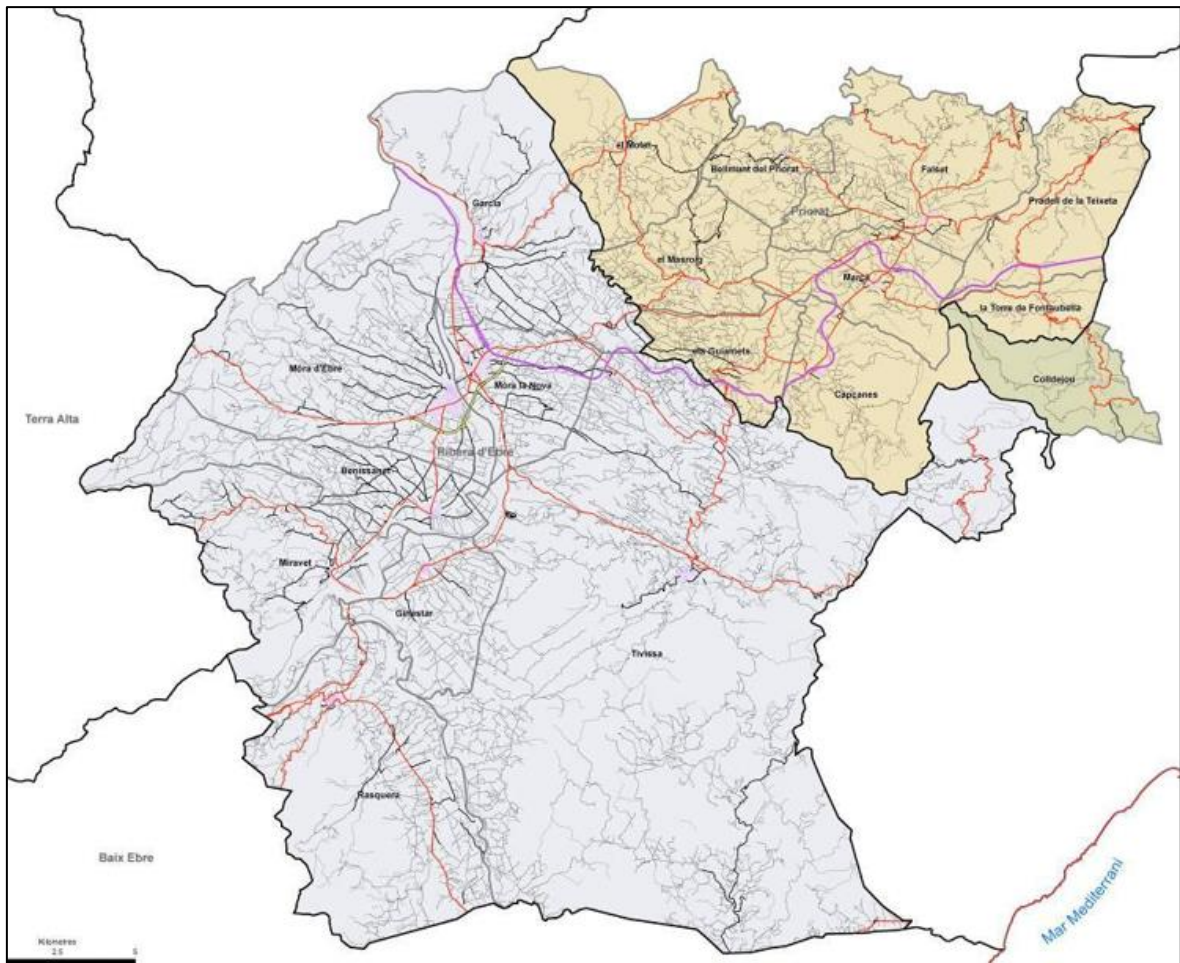 el Molar
Bellmunt del Priorat
Falset
Garcia
Pradell de la Teixeta
Priorat
el Masroig
Marçà
la Torre de Fontaubella
els Guiamets
Móra d'Ebre
Móra la Nova
Colldejou
Capçanes
Terra Alta
Ribera d'Ebre
Benissanet
Miravet
Ginestar
Tivissa
Rasquera
Baix Ebre
Mar Mediterrani
Kilometres
2,5 5